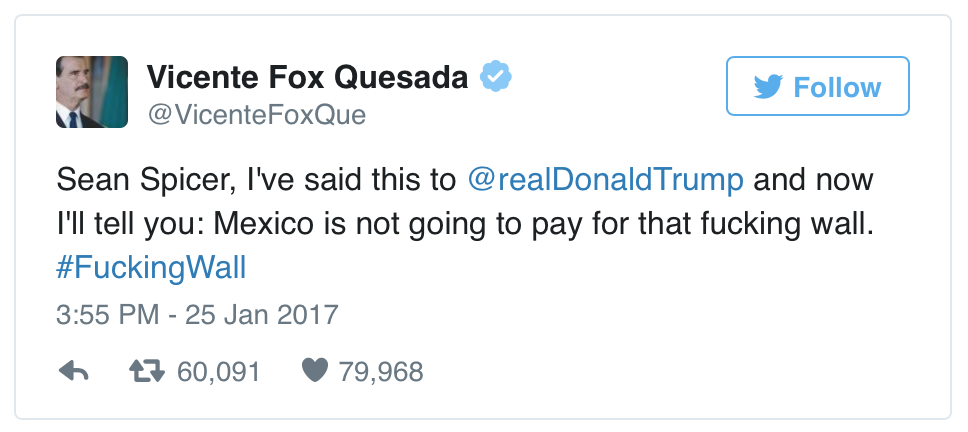 Vicente Fox Quesada
@VicenteFoxQue
Follow
Sean Spicer, I've said this to @realDonaldTrump and now
I'll tell you: Mexico is not going to pay for that fucking wall.
#FuckingWall
3:55 PM - 25 Jan 2017
60,091 79,968